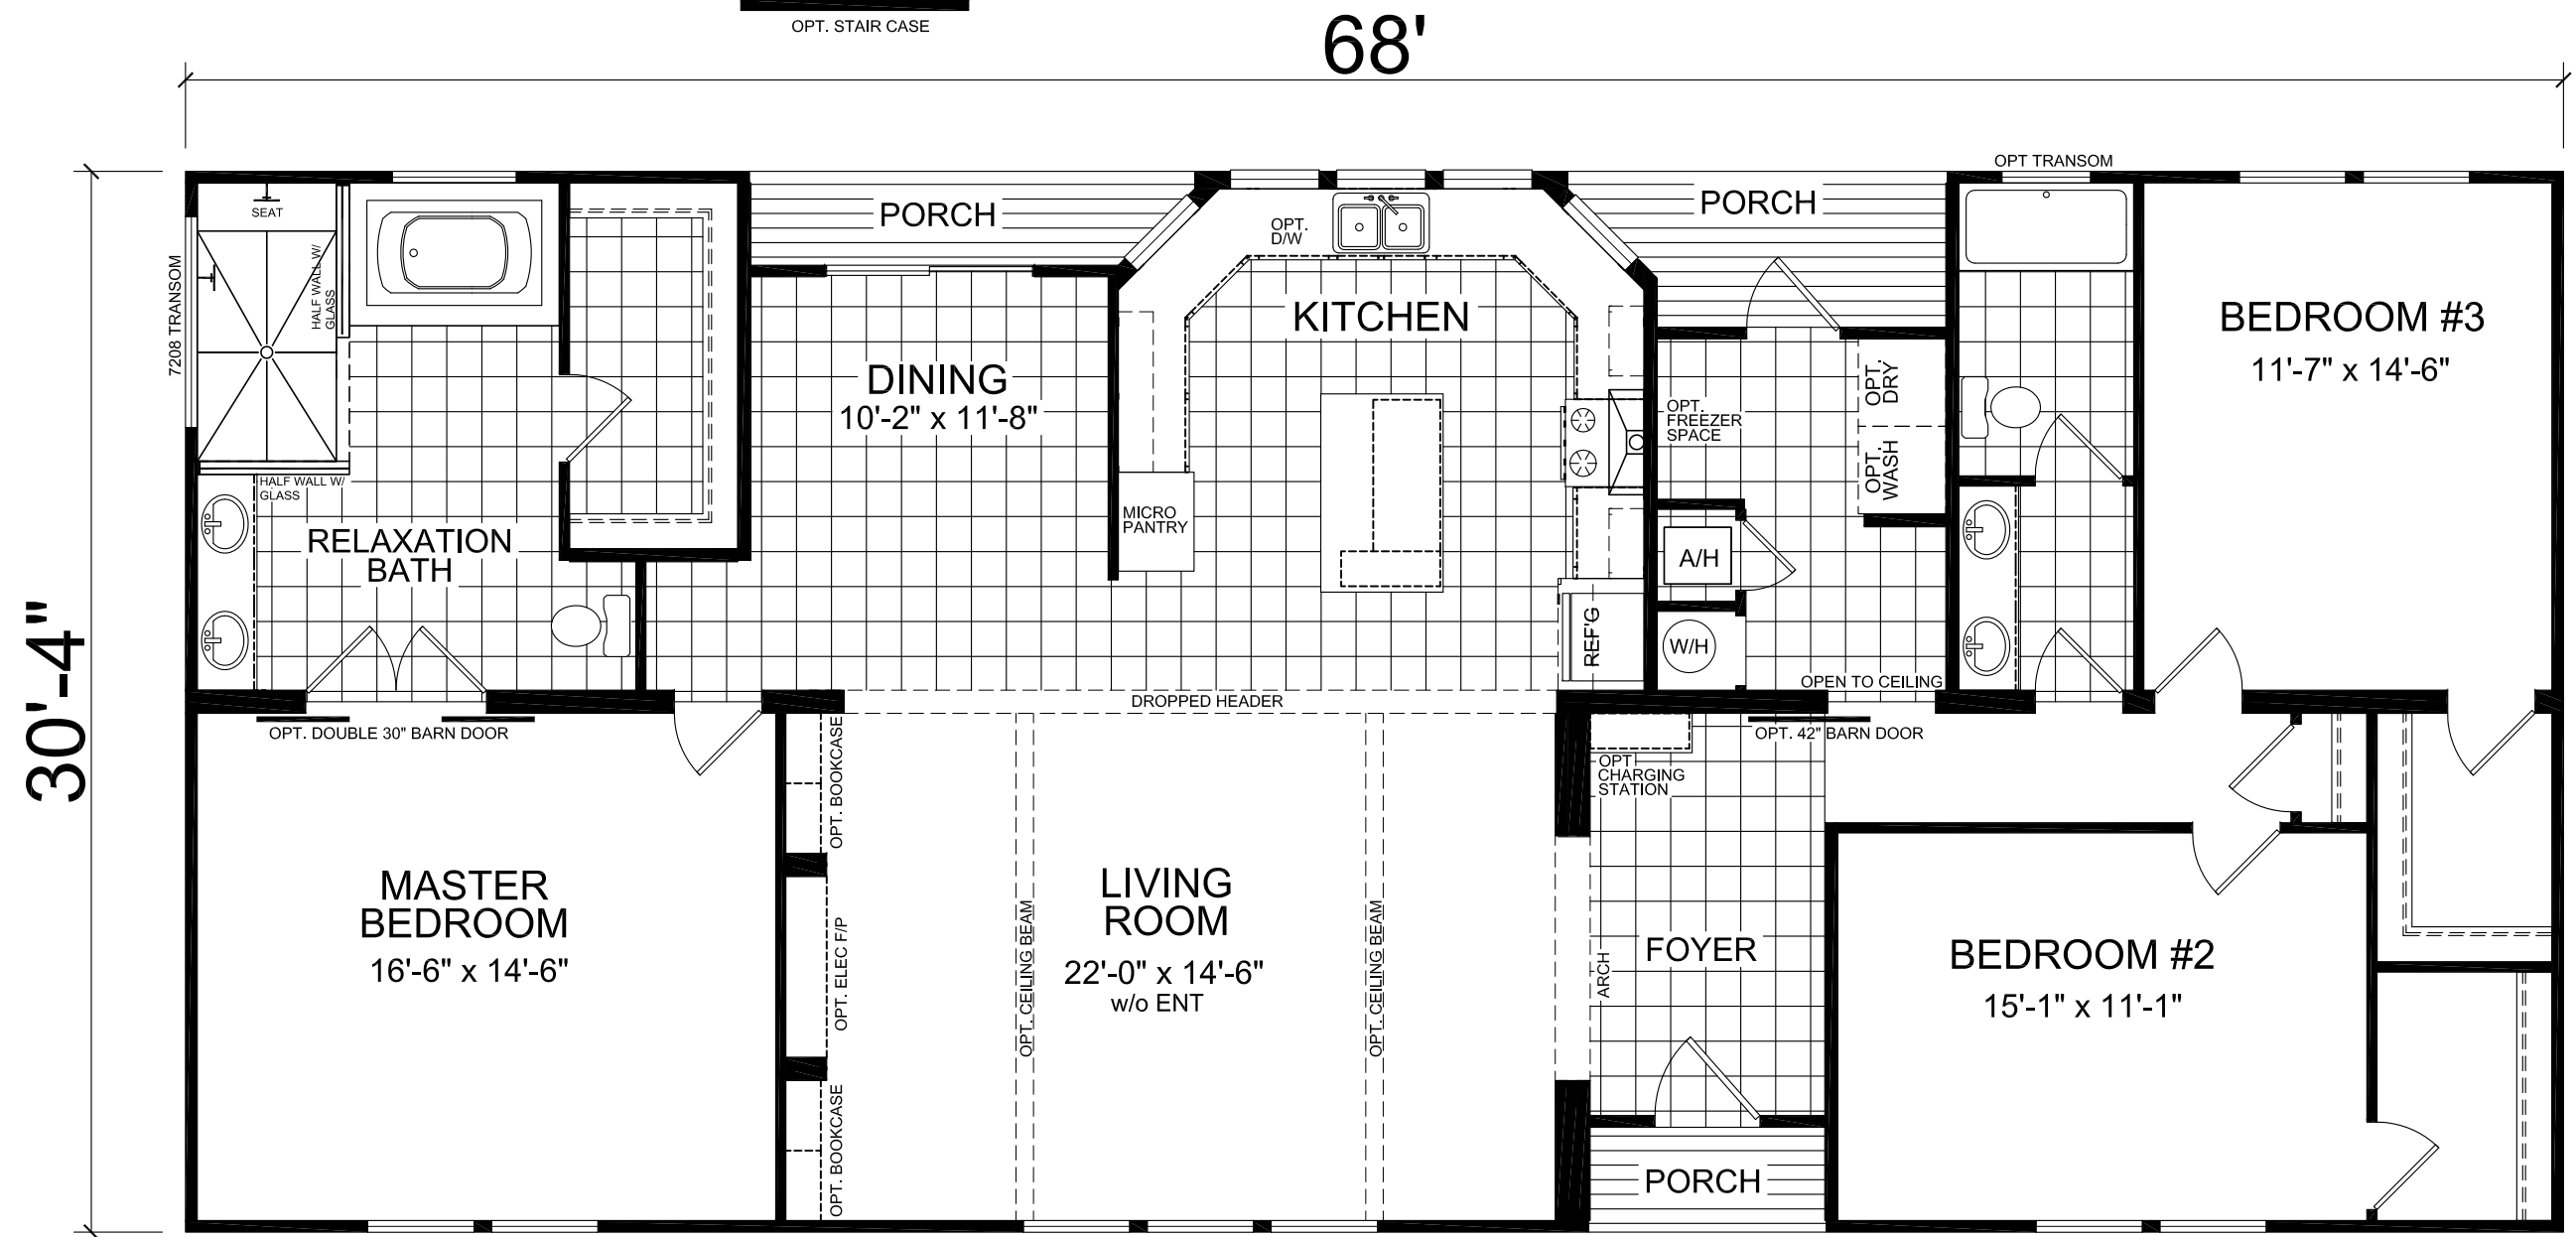 OPT. STAIR CASE
68'
30'-4"
OPT TRANSOM
PORCH
PORCH
SEAT
7208 TRANSOM
HALF WALL W/
GLASS
HALF WALL W/
GLASS
RELAXATION
BATH
DINING
10'-2" x 11'-8"
OPT.
D/W
KITCHEN
MICRO
PANTRY
REF'G
OPT.
FREEZER
SPACE
OPT.
DRY
OPT.
WASH
A/H
W/H
OPEN TO CEILING
BEDROOM #3
11'-7" x 14'-6"
DROPPED HEADER
OPT. DOUBLE 30" BARN DOOR
OPT. 42" BARN DOOR
MASTER
BEDROOM
16'-6" x 14'-6"
OPT. BOOKCASE
OPT. ELEC F/P
OPT. BOOKCASE
OPT. CEILING BEAM
LIVING
ROOM
22'-0" x 14'-6"
w/o ENT
OPT. CEILING BEAM
OPT
CHARGING
STATION
ARCH
FOYER
PORCH
BEDROOM #2
15'-1" x 11'-1"